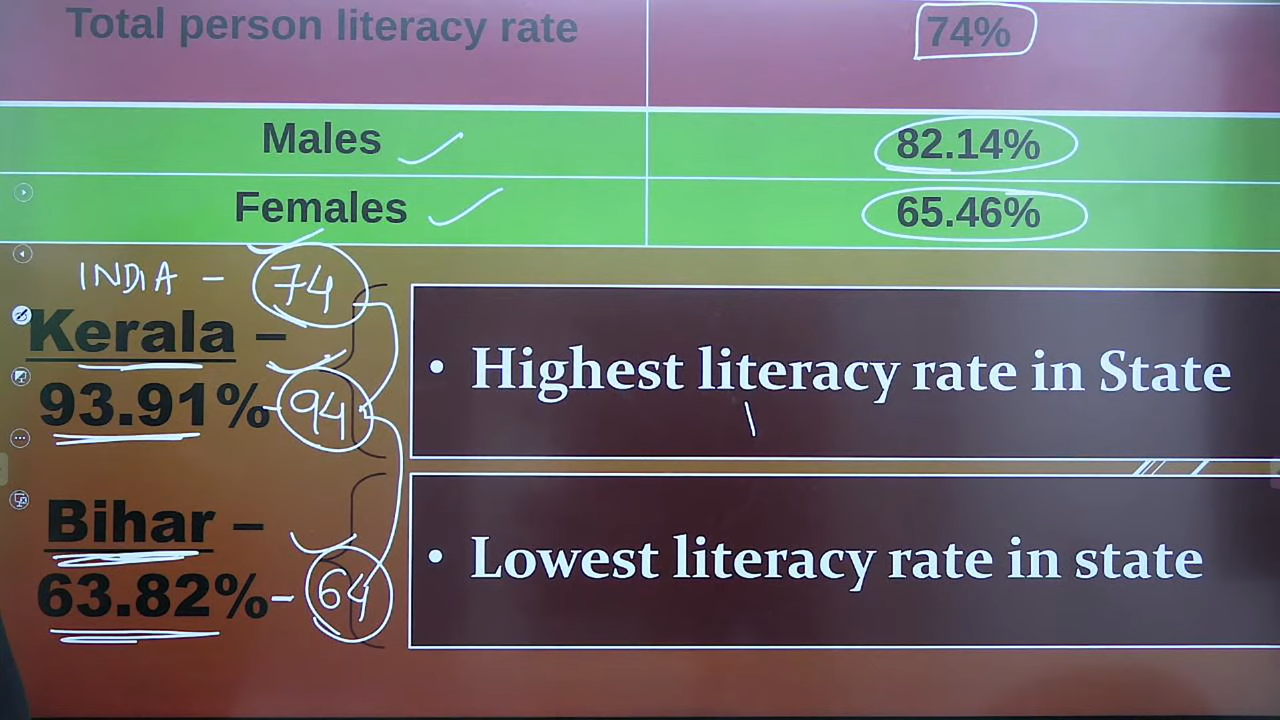 Total person literacy rate 74%
Males 82.14%
Females 65.46%
INDIA - 74
Kerala –
93.91% - 94
• Highest literacy rate in State
Bihar –
63.82% - 64
• Lowest literacy rate in state